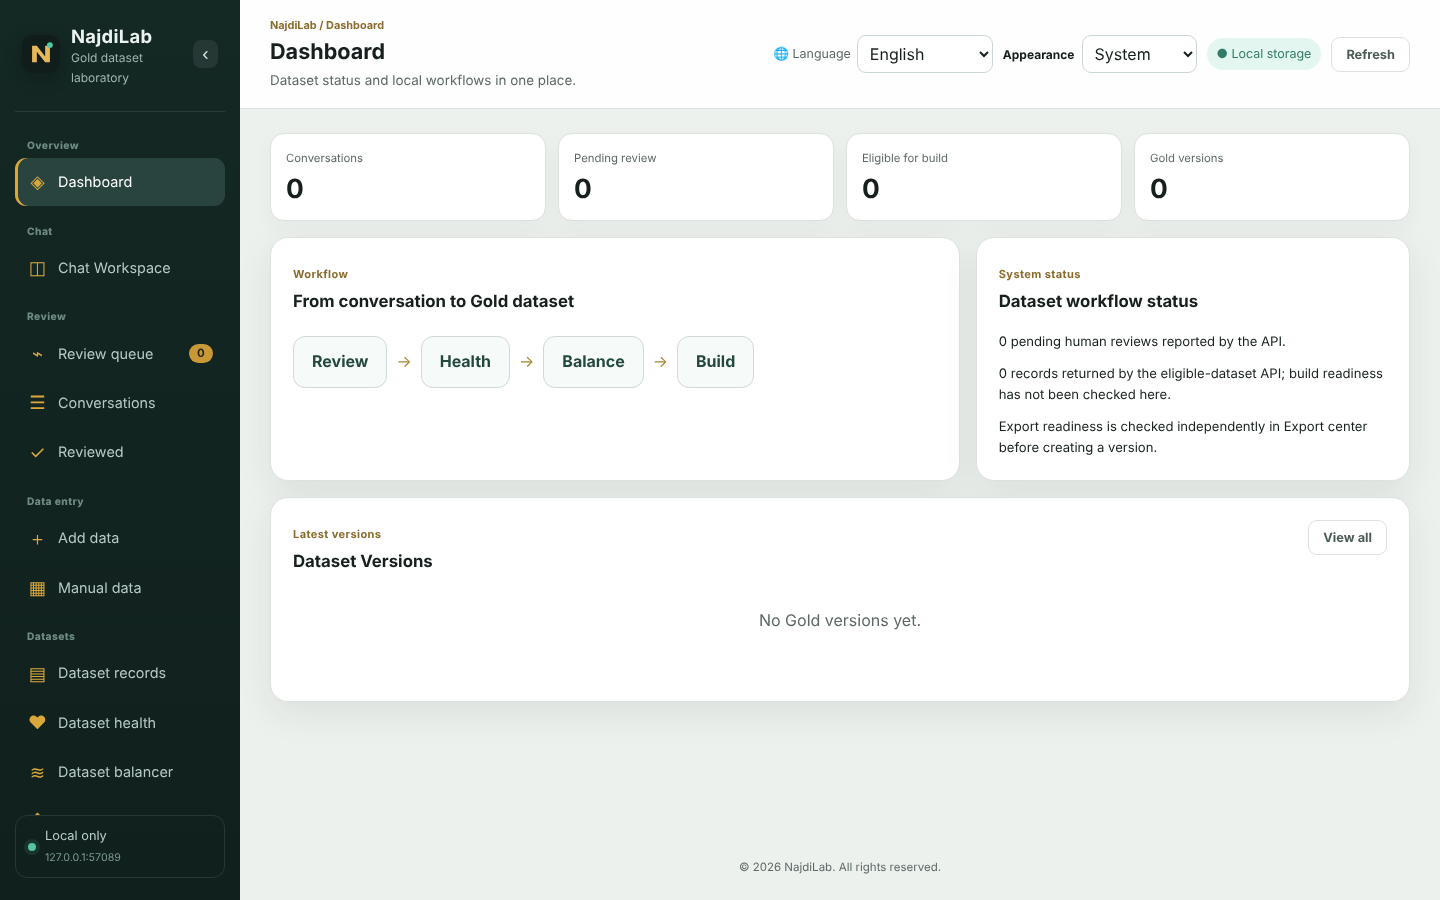 NajdiLab
Gold dataset
laboratory
Overview
Dashboard
Chat
Chat Workspace
Review
Review queue 0
Conversations
Reviewed
Data entry
Add data
Manual data
Datasets
Dataset records
Dataset health
Dataset balancer
Local only
127.0.0.1:57089
NajdiLab / Dashboard
Dashboard
Dataset status and local workflows in one place.
Language English Appearance System Local storage Refresh
Conversations
0
Pending review
0
Eligible for build
0
Gold versions
0
Workflow
From conversation to Gold dataset
Review → Health → Balance → Build
System status
Dataset workflow status
0 pending human reviews reported by the API.
0 records returned by the eligible-dataset API; build readiness
has not been checked here.
Export readiness is checked independently in Export center
before creating a version.
Latest versions
Dataset Versions
View all
No Gold versions yet.
© 2026 NajdiLab. All rights reserved.